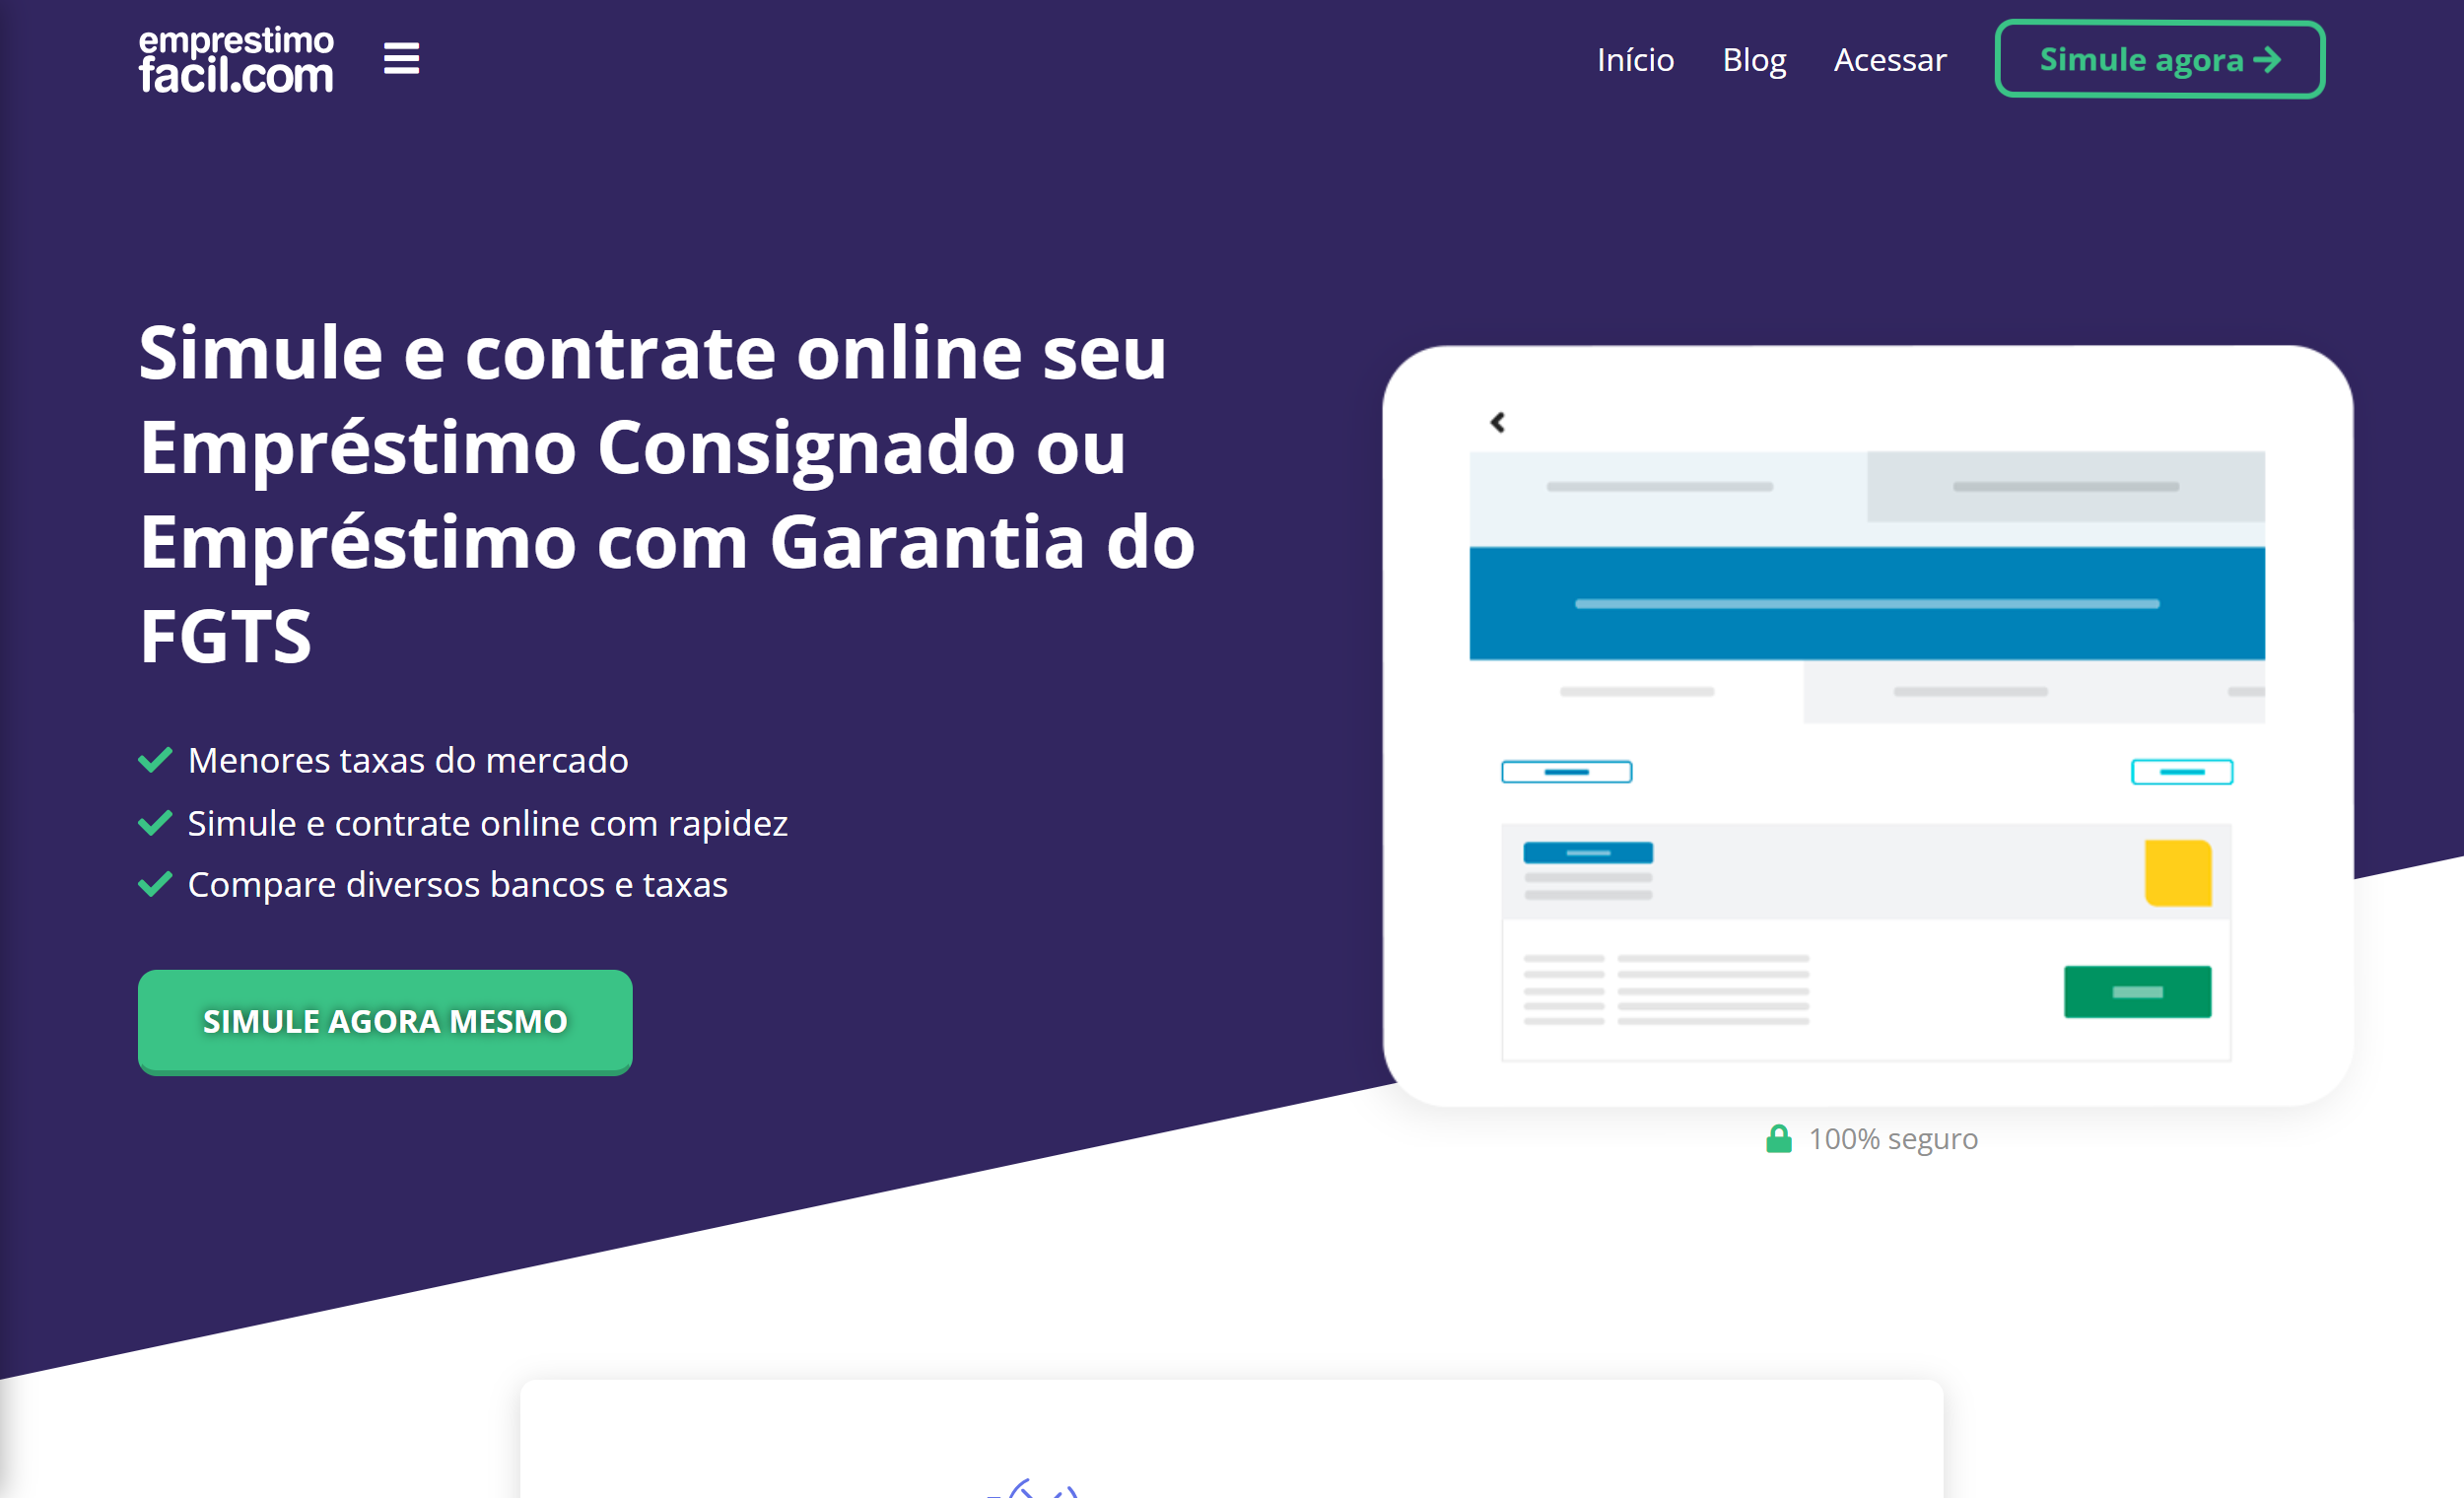 emprestimo
facil.com
Início
Blog
Acessar
Simule agora
Simule e contrate online seu
Empréstimo Consignado ou
Empréstimo com Garantia do
FGTS
Menores taxas do mercado
Simule e contrate online com rapidez
Compare diversos bancos e taxas
SIMULE AGORA MESMO
100% seguro